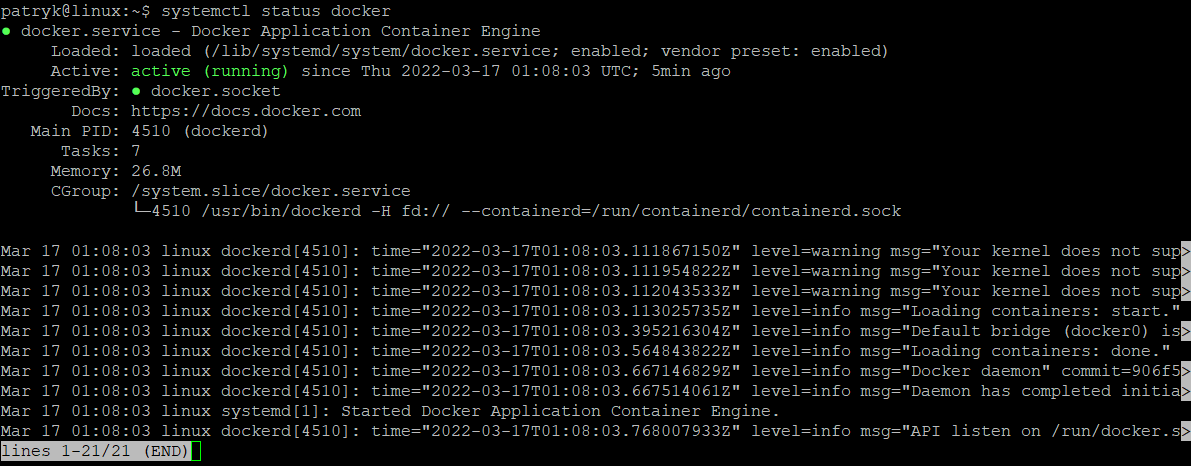 patryk@linux:~$ systemctl status docker
● docker.service - Docker Application Container Engine
     Loaded: loaded (/lib/systemd/system/docker.service; enabled; vendor preset: enabled)
     Active: active (running) since Thu 2022-03-17 01:08:03 UTC; 5min ago
TriggeredBy: ● docker.socket
       Docs: https://docs.docker.com
   Main PID: 4510 (dockerd)
      Tasks: 7
     Memory: 26.8M
     CGroup: /system.slice/docker.service
             └─4510 /usr/bin/dockerd -H fd:// --containerd=/run/containerd/containerd.sock
Mar 17 01:08:03 linux dockerd[4510]: time="2022-03-17T01:08:03.111867150Z" level=warning msg="Your kernel does not sup>
Mar 17 01:08:03 linux dockerd[4510]: time="2022-03-17T01:08:03.111954822Z" level=warning msg="Your kernel does not sup>
Mar 17 01:08:03 linux dockerd[4510]: time="2022-03-17T01:08:03.112043533Z" level=warning msg="Your kernel does not sup>
Mar 17 01:08:03 linux dockerd[4510]: time="2022-03-17T01:08:03.113025735Z" level=info msg="Loading containers: start."
Mar 17 01:08:03 linux dockerd[4510]: time="2022-03-17T01:08:03.395216304Z" level=info msg="Default bridge (docker0) is>
Mar 17 01:08:03 linux dockerd[4510]: time="2022-03-17T01:08:03.564843822Z" level=info msg="Loading containers: done."
Mar 17 01:08:03 linux dockerd[4510]: time="2022-03-17T01:08:03.667146829Z" level=info msg="Docker daemon" commit=906f5>
Mar 17 01:08:03 linux dockerd[4510]: time="2022-03-17T01:08:03.667514061Z" level=info msg="Daemon has completed initia>
Mar 17 01:08:03 linux systemd[1]: Started Docker Application Container Engine.
Mar 17 01:08:03 linux dockerd[4510]: time="2022-03-17T01:08:03.768007933Z" level=info msg="API listen on /run/docker.s>
lines 1-21/21 (END)